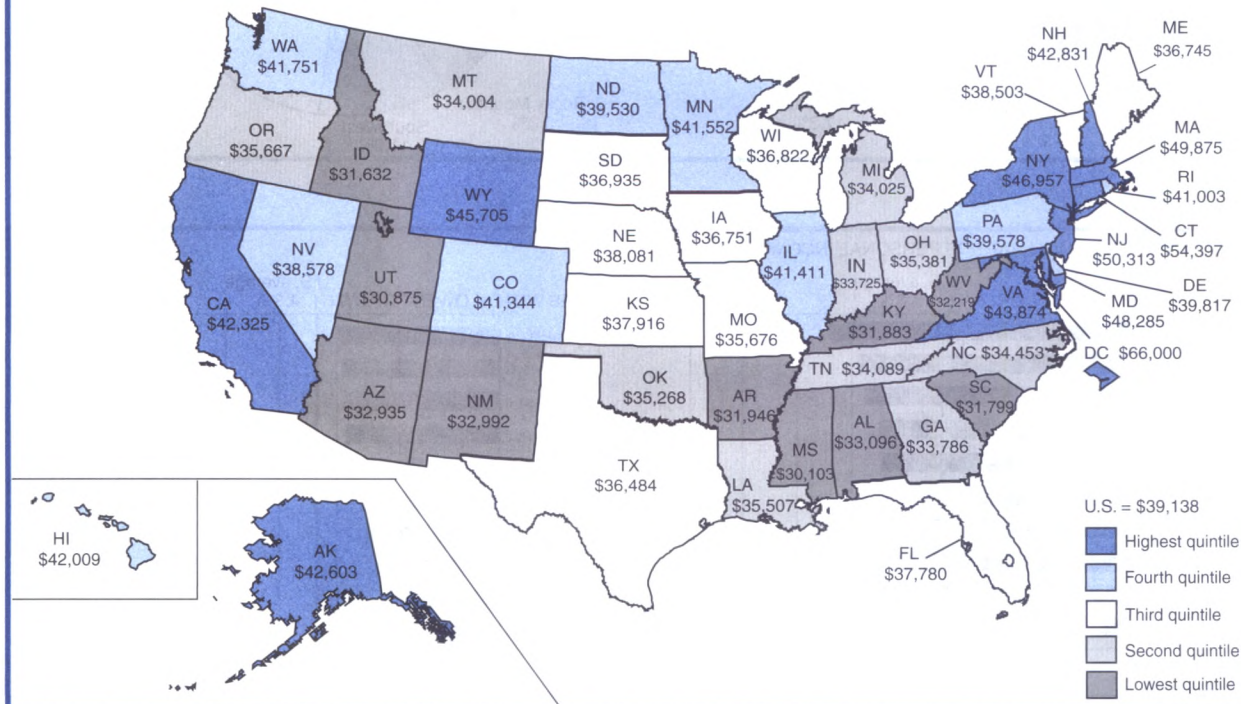 WA
$41,751
MT
$34,004
ND
$39,530
MN
$41,552
OR
$35,667
ID
$31,632
WY
$45,705
SD
$36,935
WI
$36,822
MI
$34,025
NY
$46,957
VT
$38,503
NH
$42,831
ME
$36,745
MA
$49,875
RI
$41,003
CT
$54,397
NJ
$50,313
DE
$39,817
MD
$48,285
DC $66,000
PA
$39,578
NV
$38,578
UT
$30,875
CO
$41,344
NE
$38,081
IA
$36,751
IL
$41,411
IN
$33,725
OH
$35,381
WV
$32,219
VA
$43,874
CA
$42,325
KS
$37,916
MO
$35,676
KY
$31,883
NC $34,453
TN $34,089
AZ
$32,935
NM
$32,992
OK
$35,268
AR
$31,946
SC
$31,799
MS
$30,103
AL
$33,096
GA
$33,786
TX
$36,484
LA
$35,507
FL
$37,780
HI
$42,009
AK
$42,603
U.S. = $39,138
Highest quintile
Fourth quintile
Third quintile
Second quintile
Lowest quintile